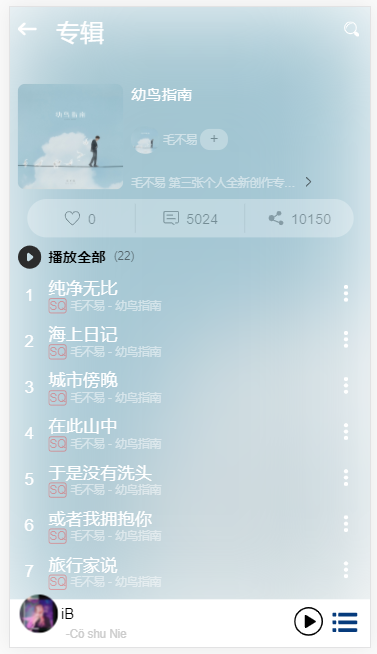 专辑
幼鸟指南
幼鸟指南
毛不易 +
毛不易 第三张个人全新创作专...
0 5024 10150
播放全部 (22)
1 纯净无比
SQ 毛不易 - 幼鸟指南
2 海上日记
SQ 毛不易 - 幼鸟指南
3 城市傍晚
SQ 毛不易 - 幼鸟指南
4 在此山中
SQ 毛不易 - 幼鸟指南
5 于是没有洗头
SQ 毛不易 - 幼鸟指南
6 或者我拥抱你
SQ 毛不易 - 幼鸟指南
7 旅行家说
SQ 毛不易 - 幼鸟指南
iB
-Cō shu Nie